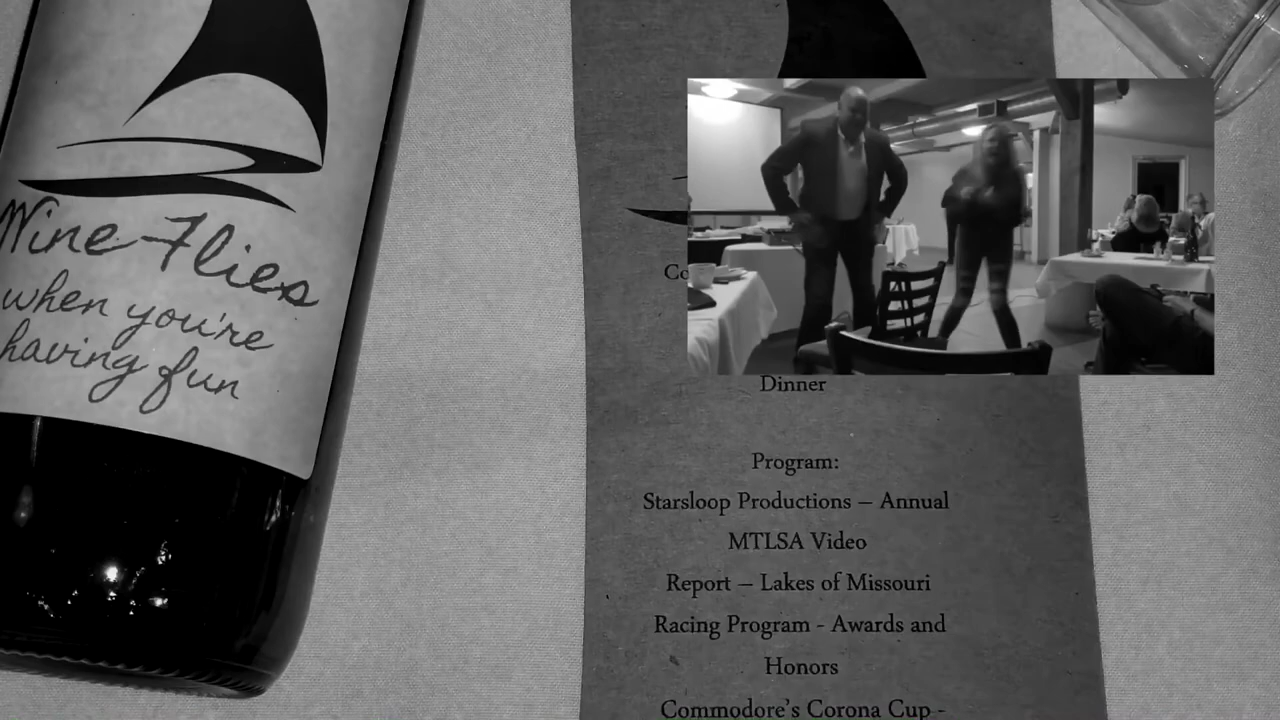 Wine Flies
when you're
having fun
Dinner
Program:
Starsloop Productions – Annual
MTLSA Video
Report – Lakes of Missouri
Racing Program - Awards and
Honors
Commodore's Corona Cup -